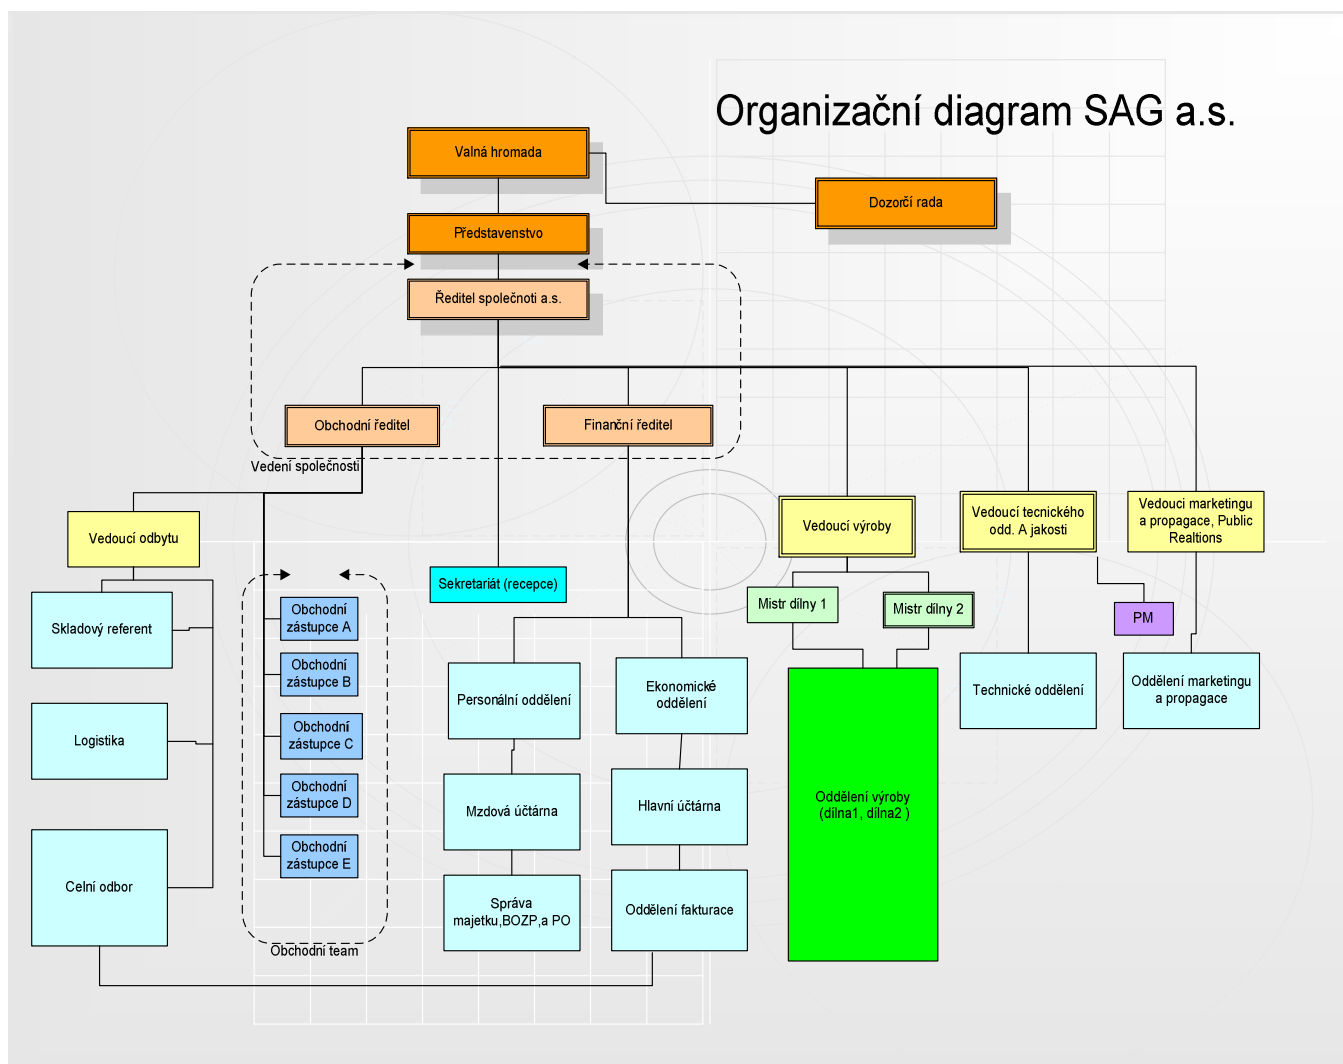 Organizační diagram SAG a.s.
Valná hromada
Dozorčí rada
Představenstvo
Ředitel společnoti a.s.
Obchodní ředitel
Finanční ředitel
Vedení společnosti
Vedoucí odbytu
Vedoucí výroby
Vedoucí tecnického
odd. A jakosti
Vedouci marketingu
a propagace, Public
Realtions
Sekretariát (recepce)
Mistr dílny 1
Mistr dílny 2
PM
Skladový referent
Logistika
Celní odbor
Obchodní
zástupce A
Obchodní
zástupce B
Obchodní
zástupce C
Obchodní
zástupce D
Obchodní
zástupce E
Obchodní team
Personální oddělení
Mzdová účtárna
Správa
majetku,BOZP,a PO
Ekonomické
oddělení
Hlavní účtárna
Oddělení fakturace
Oddělení výroby
(dílna1, dílna2 )
Technické oddělení
Oddělení marketingu
a propagace